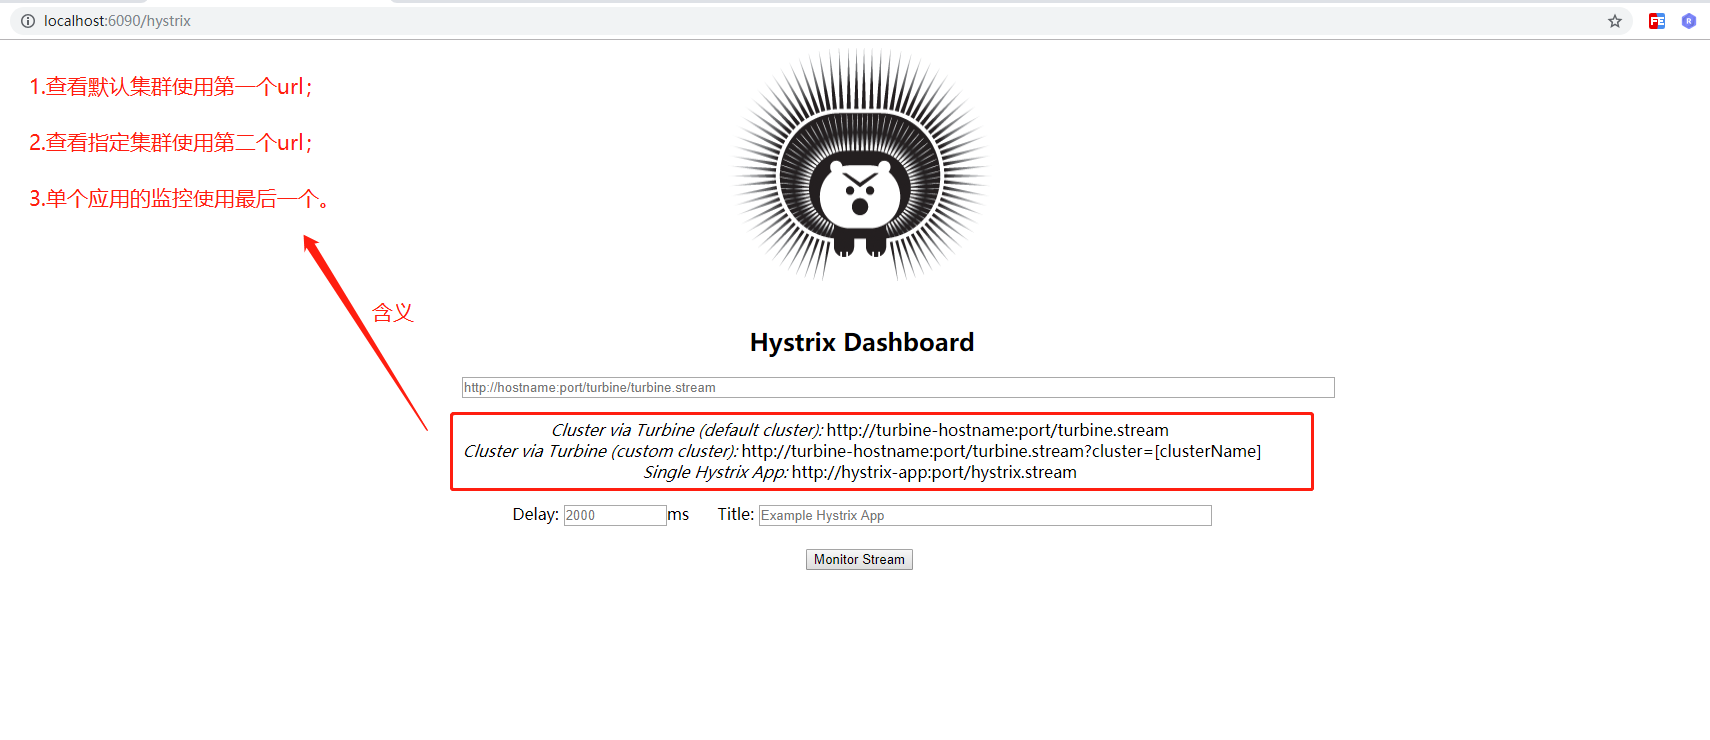 localhost:6090/hystrix
FE
R
1.查看默认集群使用第一个url；
2.查看指定集群使用第二个url；
3.单个应用的监控使用最后一个。
含义
Hystrix Dashboard
http://hostname:port/turbine/turbine.stream
Cluster via Turbine (default cluster): http://turbine-hostname:port/turbine.stream
Cluster via Turbine (custom cluster): http://turbine-hostname:port/turbine.stream?cluster=[clusterName]
Single Hystrix App: http://hystrix-app:port/hystrix.stream
Delay: 2000 ms Title: Example Hystrix App
Monitor Stream